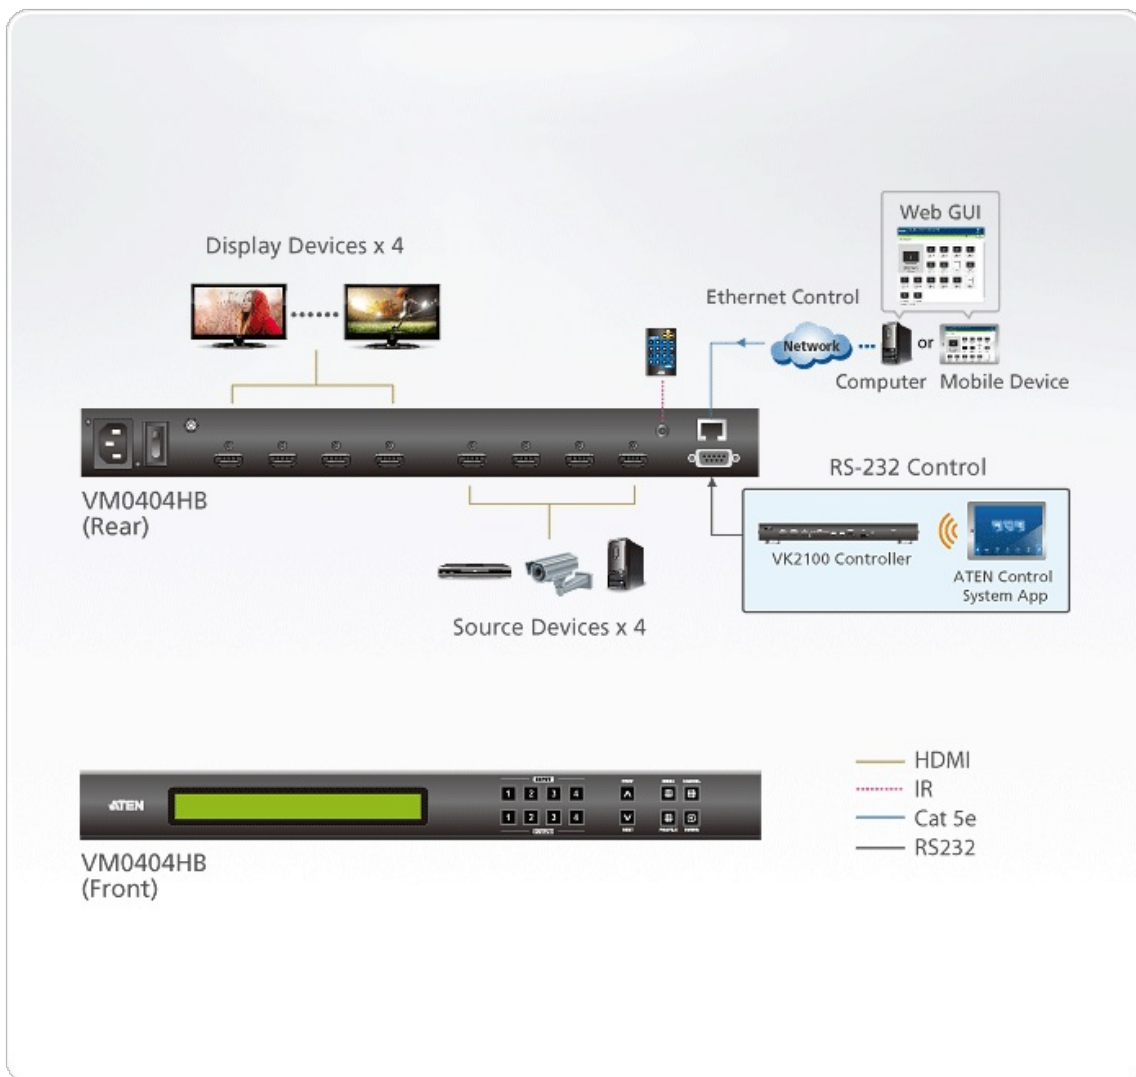 Web GUI
Display Devices x 4
Ethernet Control
Network
or
Computer
Mobile Device
VM0404HB
(Rear)
RS-232 Control
VK2100 Controller
ATEN Control
System App
Source Devices x 4
ATEN
INPUT
1 2 3 4
1 2 3 4
OUTPUT
VM0404HB
(Front)
HDMI
IR
Cat 5e
RS232